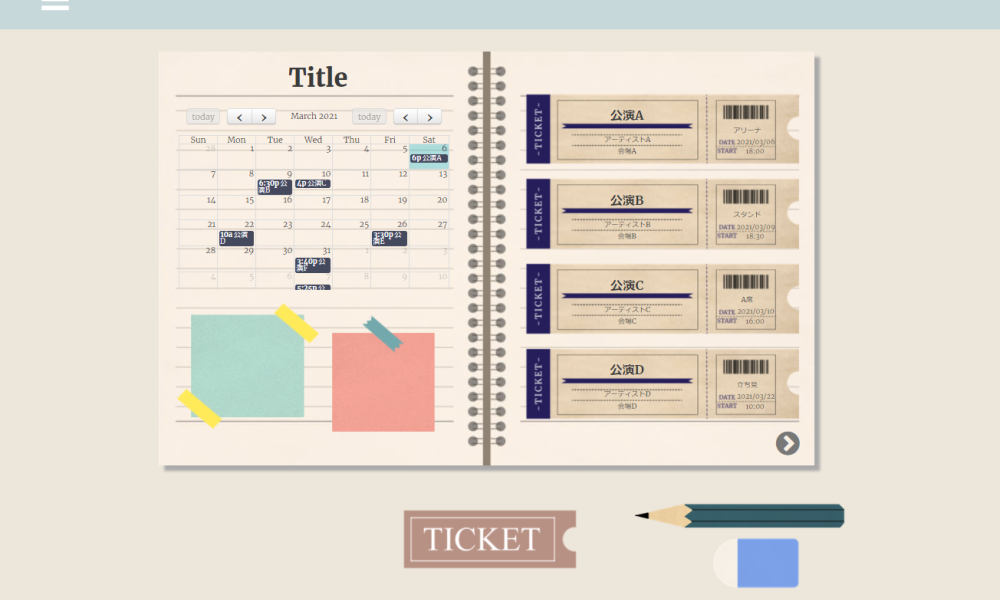 Title
today
March 2021
today
Sun Mon Tue Wed Thu Fri Sat
28 1 2 3 4 5 6
6p 公演A
7 8 9 10 11 12 13
6:30p 公演B
4p 公演C
14 15 16 17 18 19 20
21 22 23 24 25 26 27
10a 公演D
3:30p 公演E
28 29 30 31 1 2 3
3:40p 公演F
4 5 6 7 8 9 10
5:25p 公
-TICKET-
公演A
アーティストA
会場A
アリーナ
DATE 2021/03/06
START 18:00
-TICKET-
公演B
アーティストB
会場B
スタンド
DATE 2021/03/09
START 18:30
-TICKET-
公演C
アーティストC
会場C
A席
DATE 2021/03/10
START 16:00
-TICKET-
公演D
アーティストD
会場D
立ち見
DATE 2021/03/22
START 10:00
TICKET